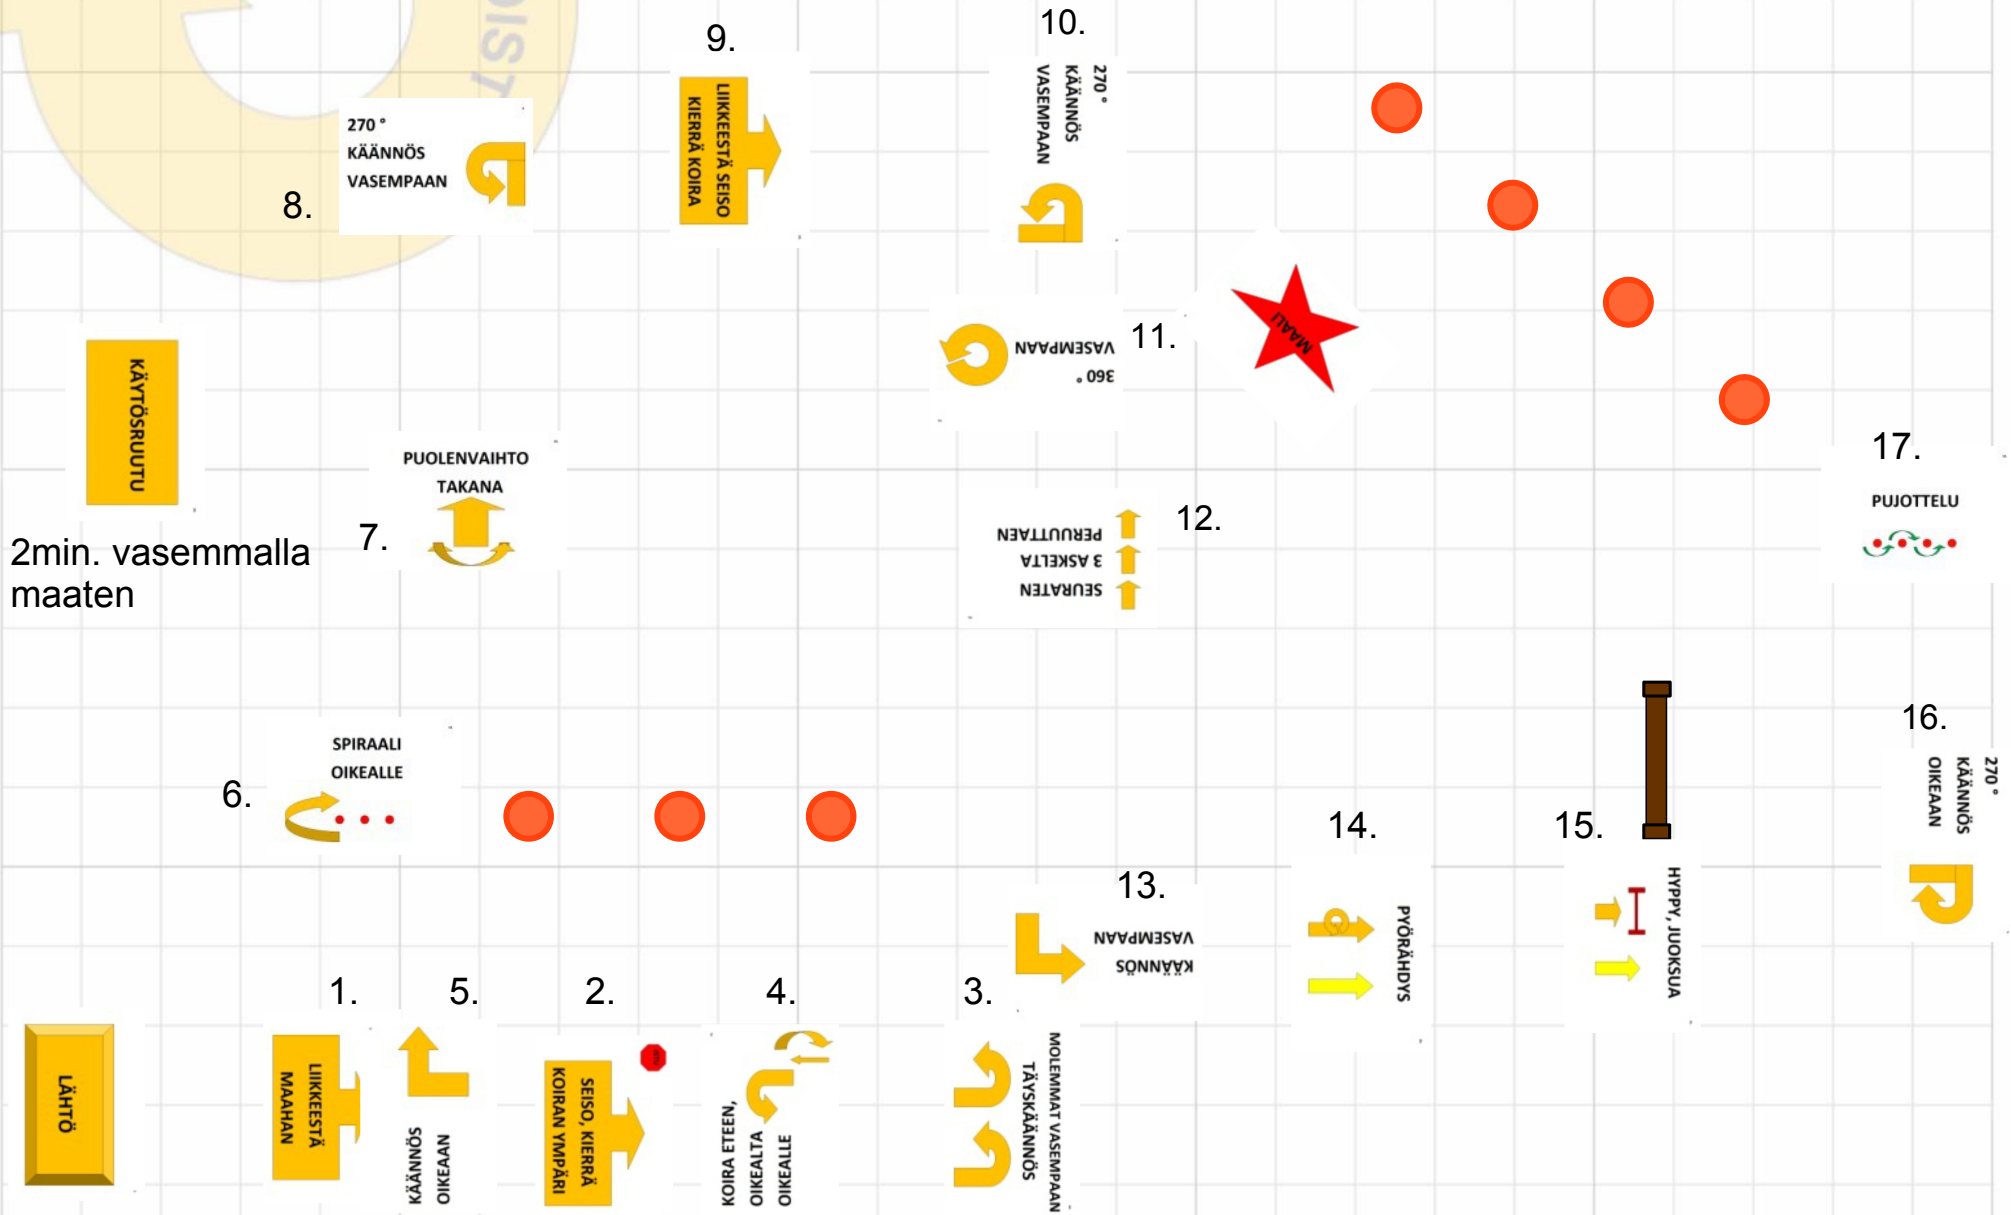 OIST
9.
10.
270 °
KÄÄNNÖS
VASEMPAAN
8.
LIIKKEESTÄ SEISO
KIERRÄ KOIRA
270 °
KÄÄNNÖS
VASEMPAAN
MAALI
360 °
VASEMPAAN
11.
KÄYTÖSRUUTU
2min. vasemmalla
maaten
PUOLENVAIHTO
TAKANA
7.
SEURATEN
3 ASKELTA
PERUUTTAEN
12.
17.
PUJOTTELU
SPIRAALI
OIKEALLE
6.
16.
270 °
KÄÄNNÖS
OIKEAAN
13.
KÄÄNNÖS
VASEMPAAN
14.
PYÖRÄHDYS
15.
HYPPY, JUOKSUA
LÄHTÖ
1.
LIIKKEESTÄ
MAAHAN
5.
KÄÄNNÖS
OIKEAAN
2.
SEISO, KIERRÄ
KOIRAN YMPÄRI
4.
KOIRA ETEEN,
OIKEALTA
OIKEALLE
3.
MOLEMMAT VASEMPAAN
TÄYSKÄÄNNÖS